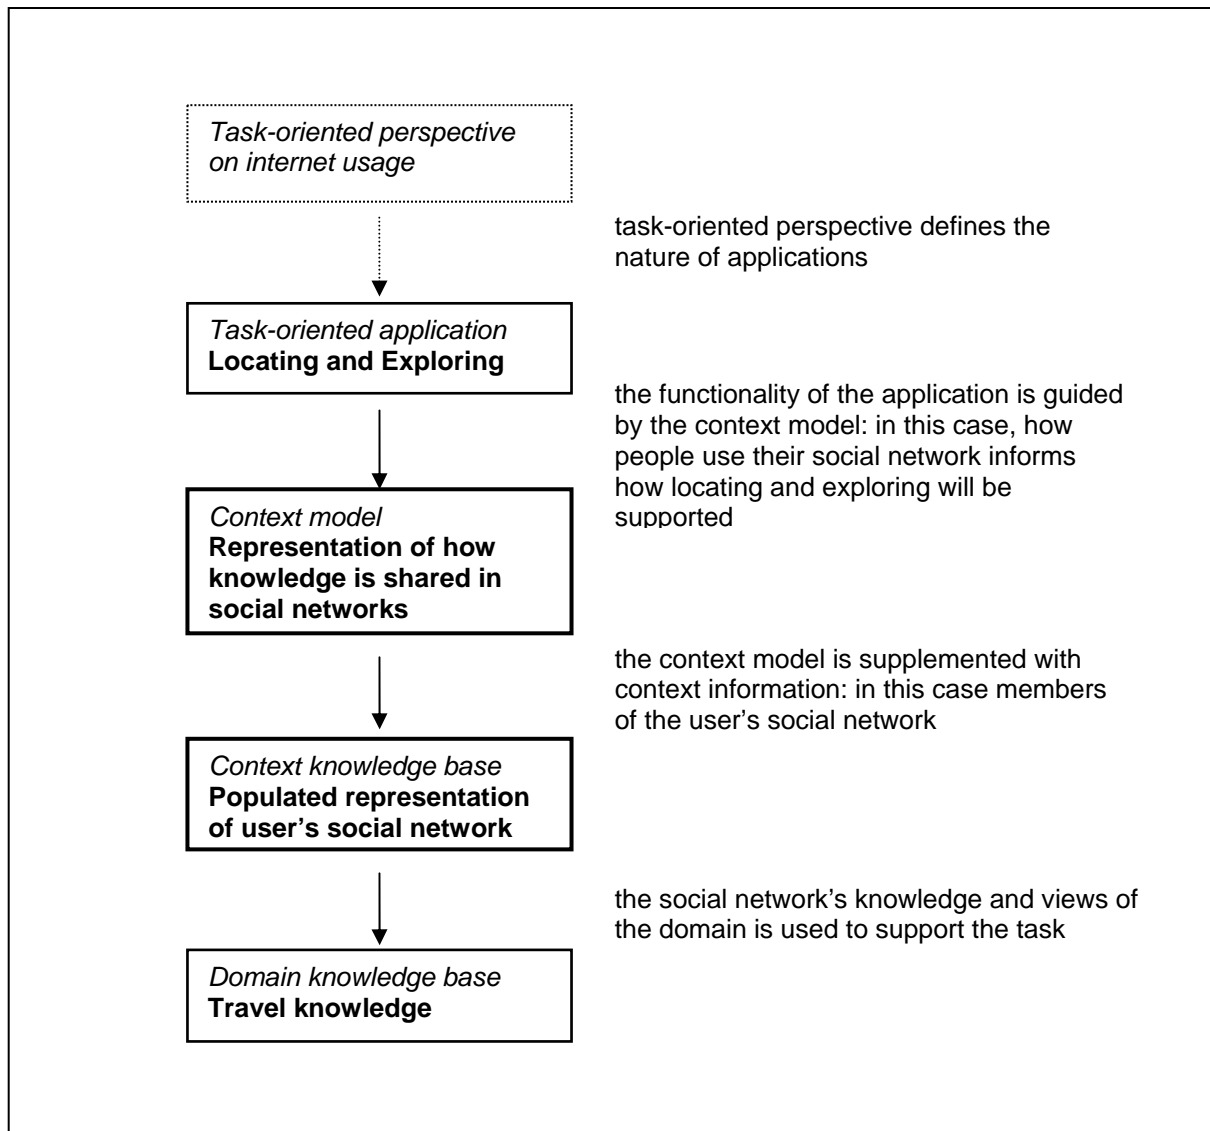 Task-oriented perspective
on internet usage
task-oriented perspective defines the
nature of applications
Task-oriented application
Locating and Exploring
the functionality of the application is guided
by the context model: in this case, how
people use their social network informs
how locating and exploring will be
supported
Context model
Representation of how
knowledge is shared in
social networks
the context model is supplemented with
context information: in this case members
of the user’s social network
Context knowledge base
Populated representation
of user’s social network
the social network’s knowledge and views of
the domain is used to support the task
Domain knowledge base
Travel knowledge